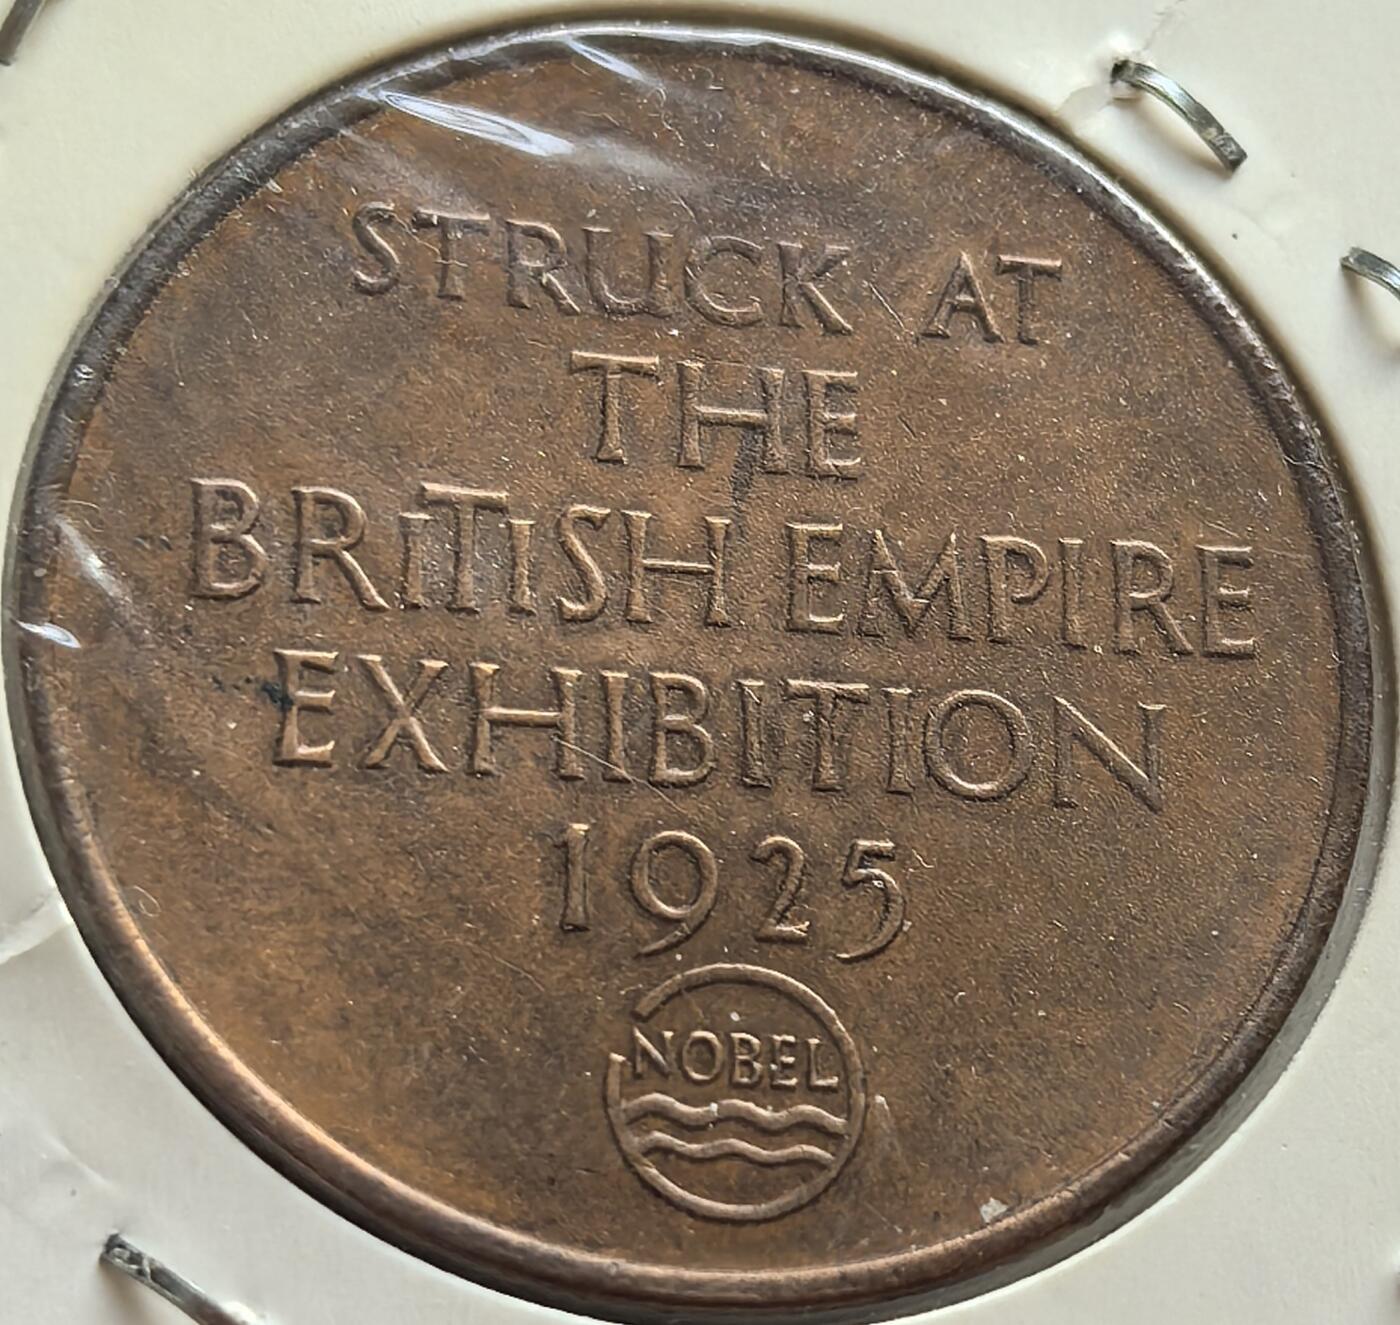 STRUCK AT
THE
BRITISH EMPIRE
EXHIBITION
1925
NOBEL